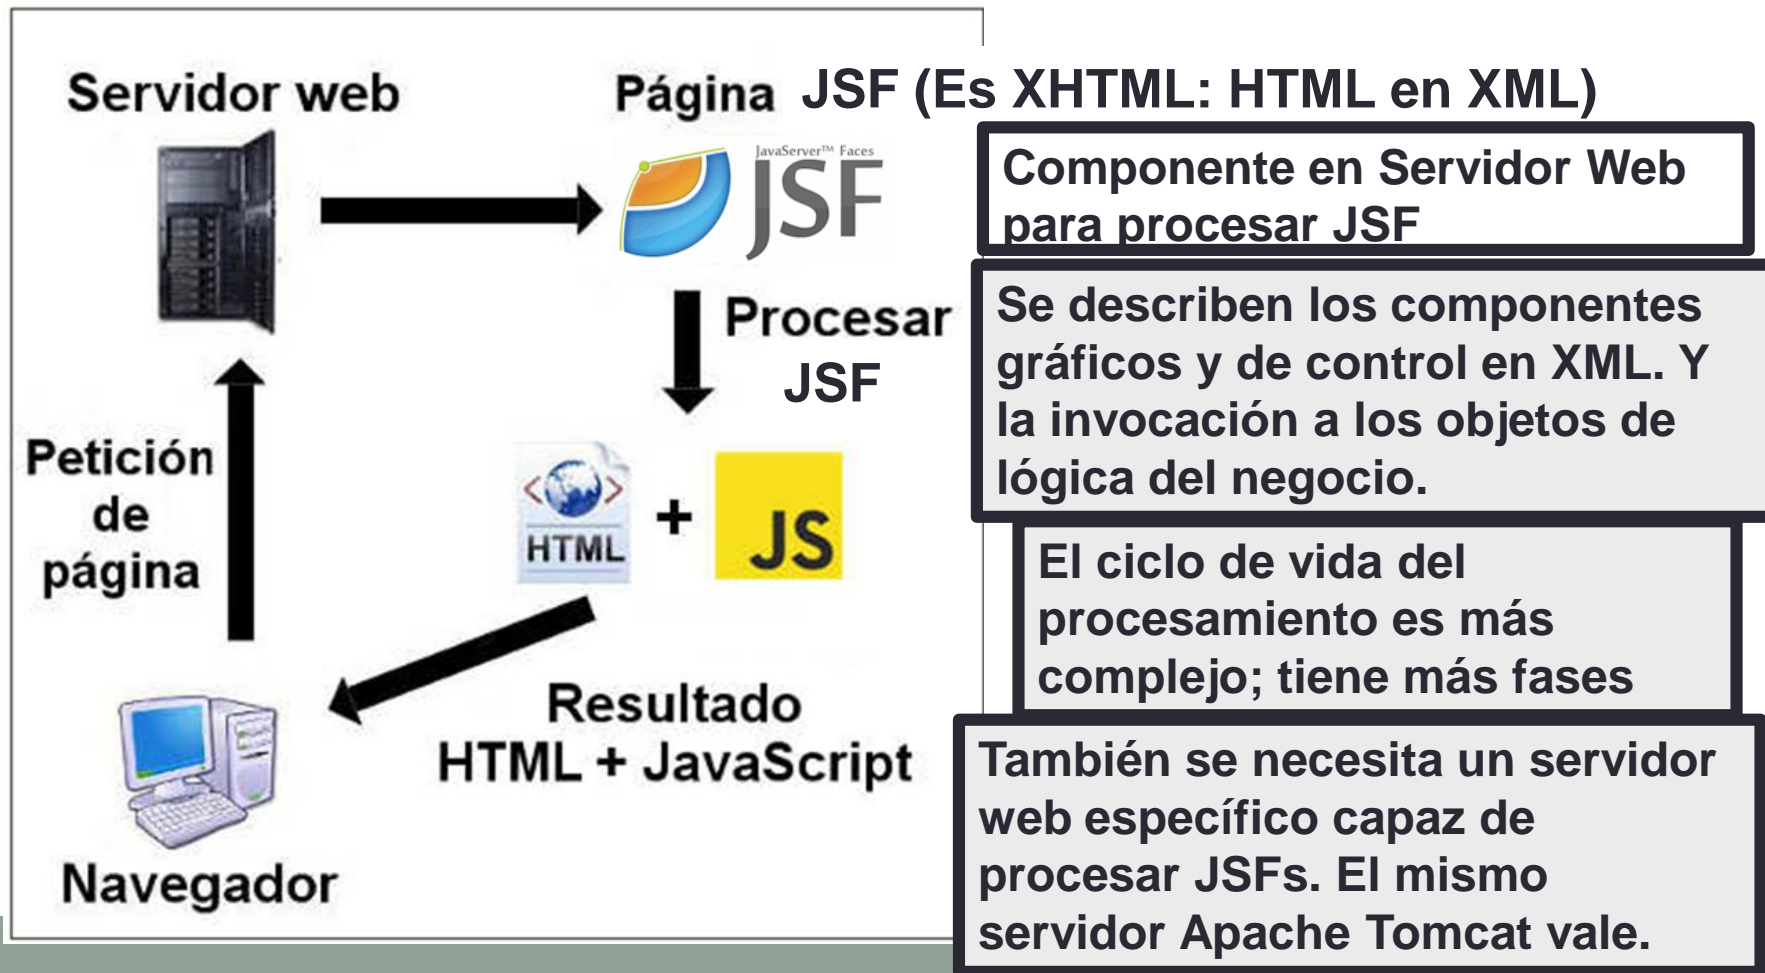 Servidor web
Página JSF (Es XHTML: HTML en XML)
JavaServer™ Faces
JSF
Componente en Servidor Web
para procesar JSF
Procesar
JSF
Se describen los componentes
gráficos y de control en XML. Y
la invocación a los objetos de
lógica del negocio.
Petición
de
página
HTML
+
JS
El ciclo de vida del
procesamiento es más
complejo; tiene más fases
Resultado
HTML + JavaScript
Navegador
También se necesita un servidor
web específico capaz de
procesar JSFs. El mismo
servidor Apache Tomcat vale.